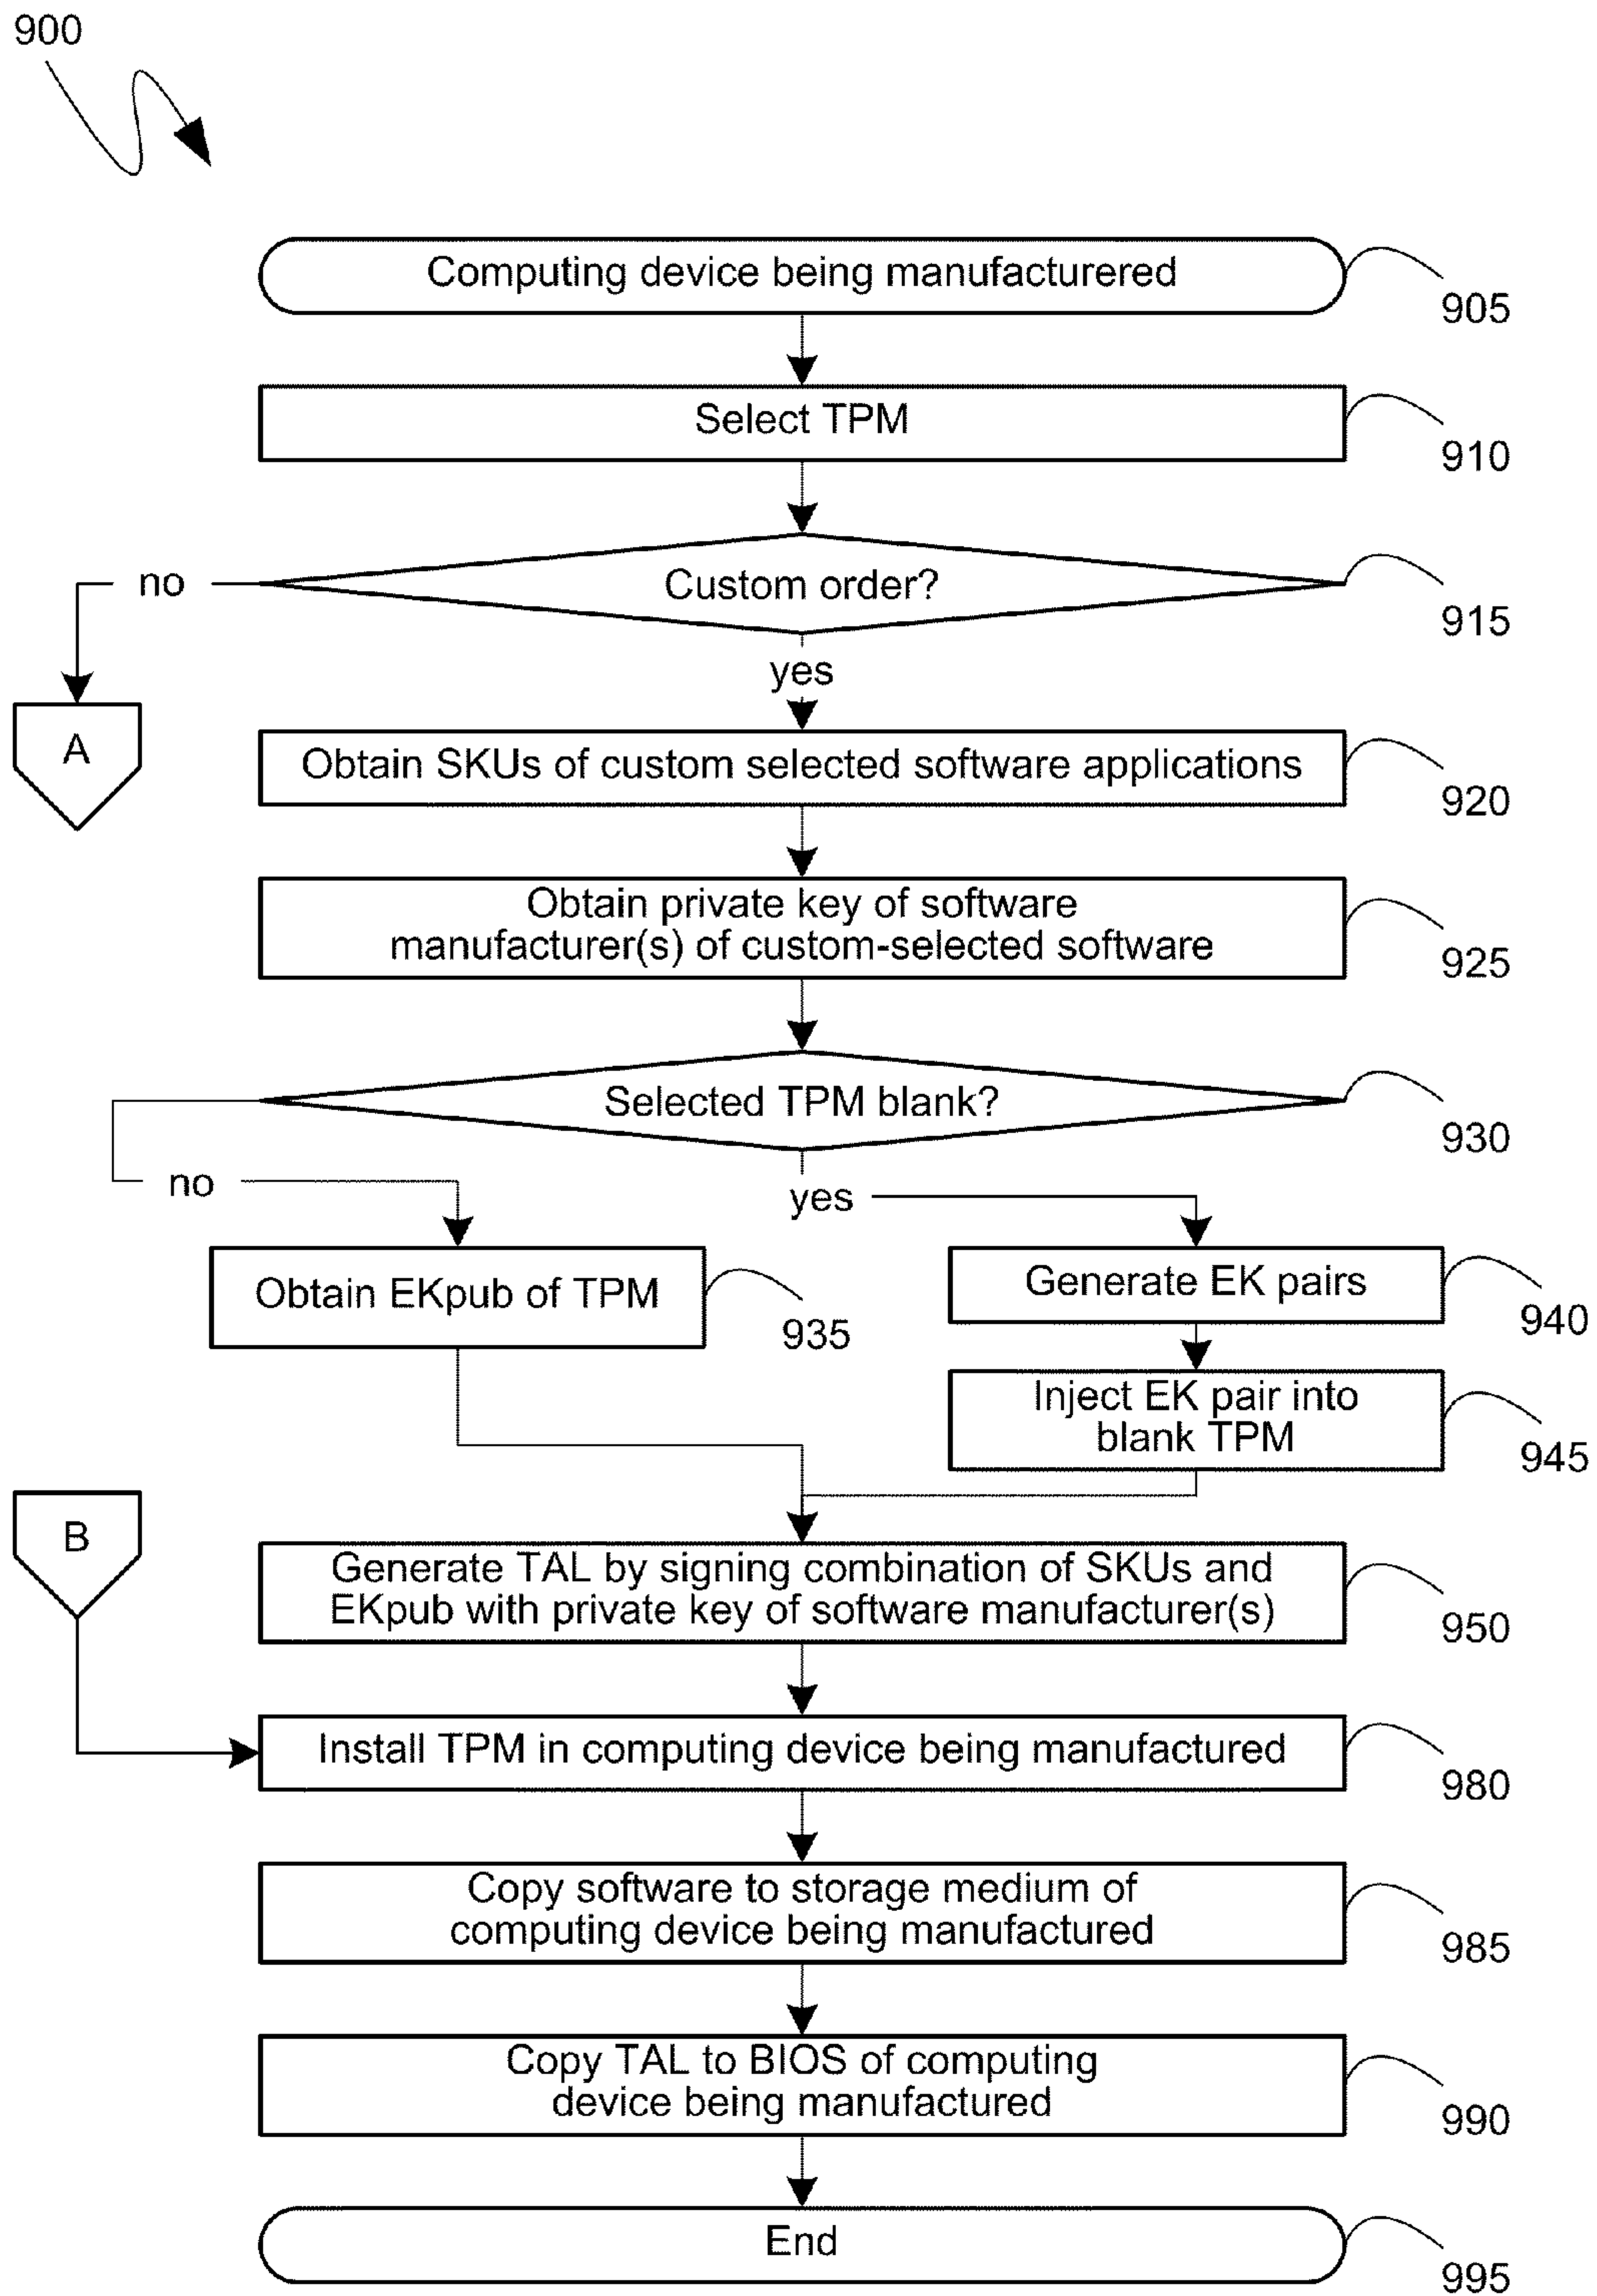 900
Computing device being manufacturered
905
Select TPM
910
Custom order?
915
no
yes
A
Obtain SKUs of custom selected software applications
920
Obtain private key of software
manufacturer(s) of custom-selected software
925
Selected TPM blank?
930
no
yes
Obtain EKpub of TPM
935
Generate EK pairs
940
Inject EK pair into
blank TPM
945
B
Generate TAL by signing combination of SKUs and
EKpub with private key of software manufacturer(s)
950
Install TPM in computing device being manufactured
980
Copy software to storage medium of
computing device being manufactured
985
Copy TAL to BIOS of computing
device being manufactured
990
End
995